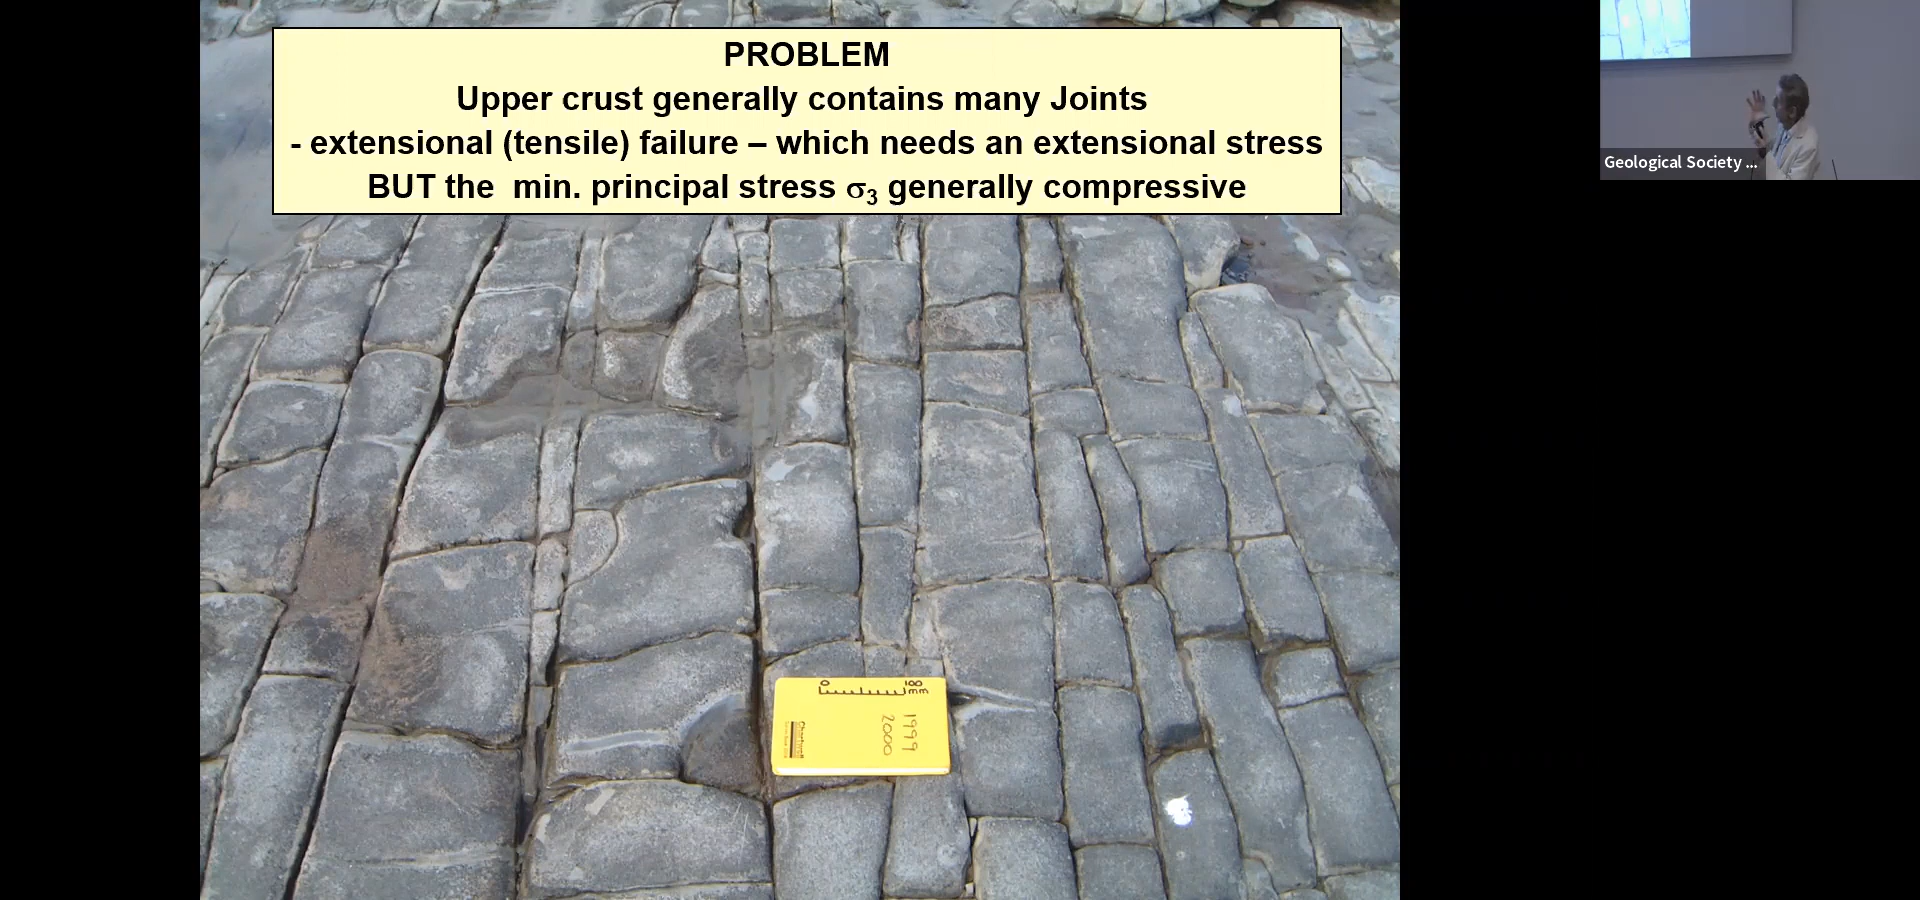 PROBLEM
Upper crust generally contains many Joints
- extensional (tensile) failure – which needs an extensional stress
BUT the min. principal stress σ3 generally compressive
Geological Society ...
0 100
mm
1999
2000
Chartwell